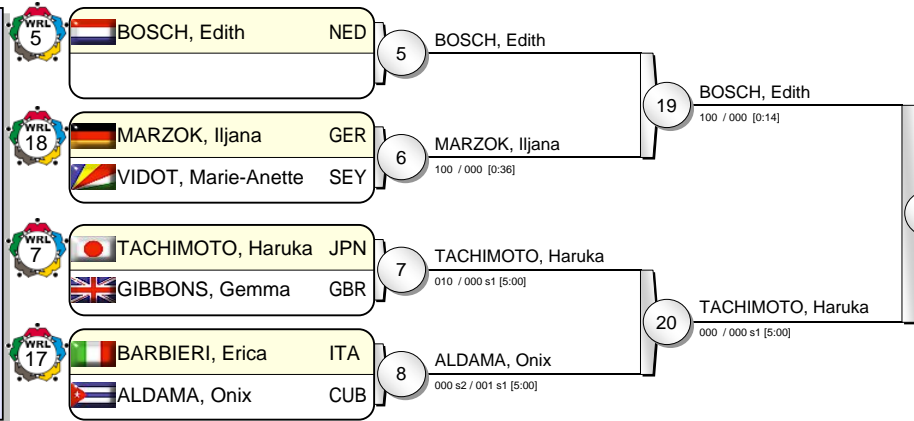 WRL
5
BOSCH, Edith NED
5
BOSCH, Edith
19
BOSCH, Edith
100 / 000 [0:14]
WRL
18
MARZOK, Iljana GER
VIDOT, Marie-Anette SEY
6
MARZOK, Iljana
100 / 000 [0:36]
WRL
7
TACHIMOTO, Haruka JPN
GIBBONS, Gemma GBR
7
TACHIMOTO, Haruka
010 / 000 s1 [5:00]
20
TACHIMOTO, Haruka
000 / 000 s1 [5:00]
WRL
17
BARBIERI, Erica ITA
ALDAMA, Onix CUB
8
ALDAMA, Onix
000 s2 / 001 s1 [5:00]